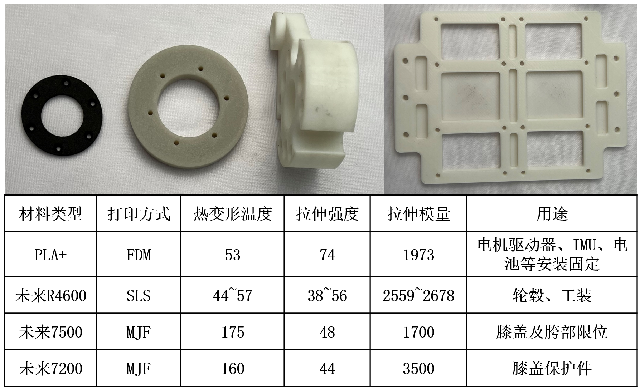 材料类型 打印方式 热变形温度 拉伸强度 拉伸模量 用途
PLA+ FDM 53 74 1973 电机驱动器、IMU、电
池等安装固定
未来R4600 SLS 44~57 38~56 2559~2678 轮毂、工装
未来7500 MJF 175 48 1700 膝盖及胯部限位
未来7200 MJF 160 44 3500 膝盖保护件